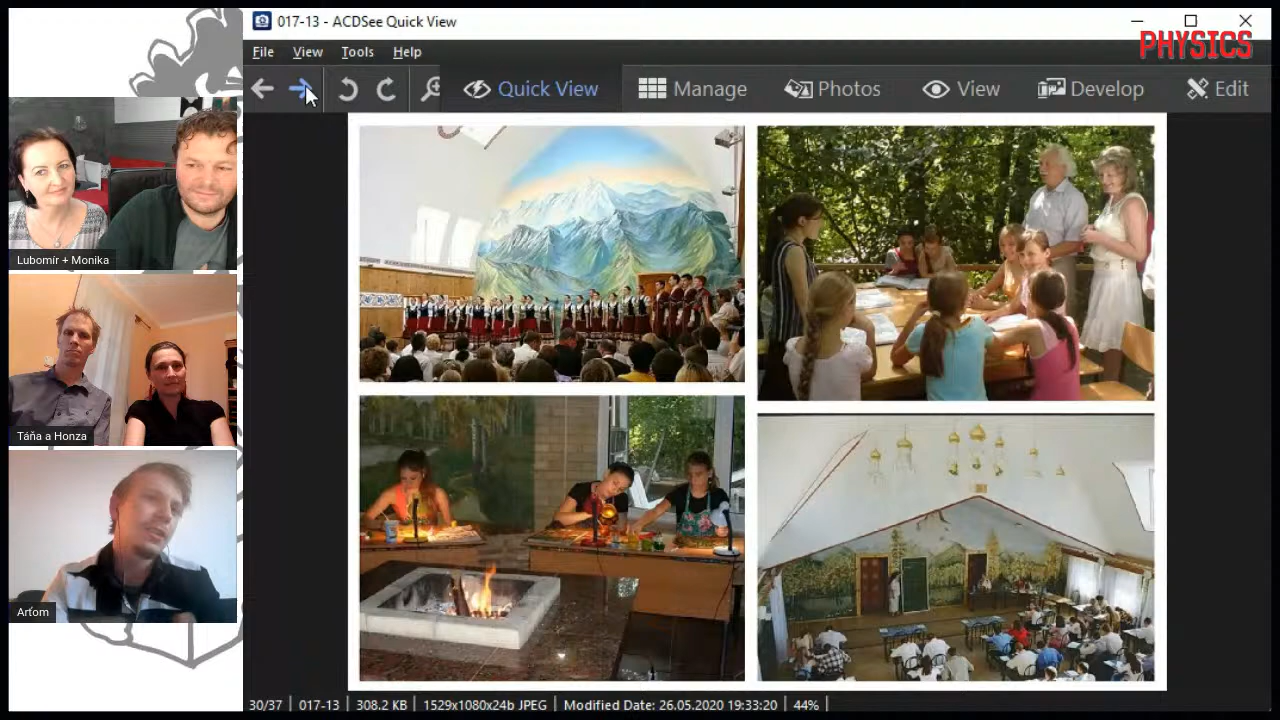 017-13 - ACDSee Quick View
PHYSICS
File View Tools Help
Quick View Manage Photos View Develop Edit
Lubomír + Monika
Táňa a Honza
Arťom
30/37 017-13 308.2 KB 1529x1080x24b JPEG Modified Date: 26.05.2020 19:33:20 44%